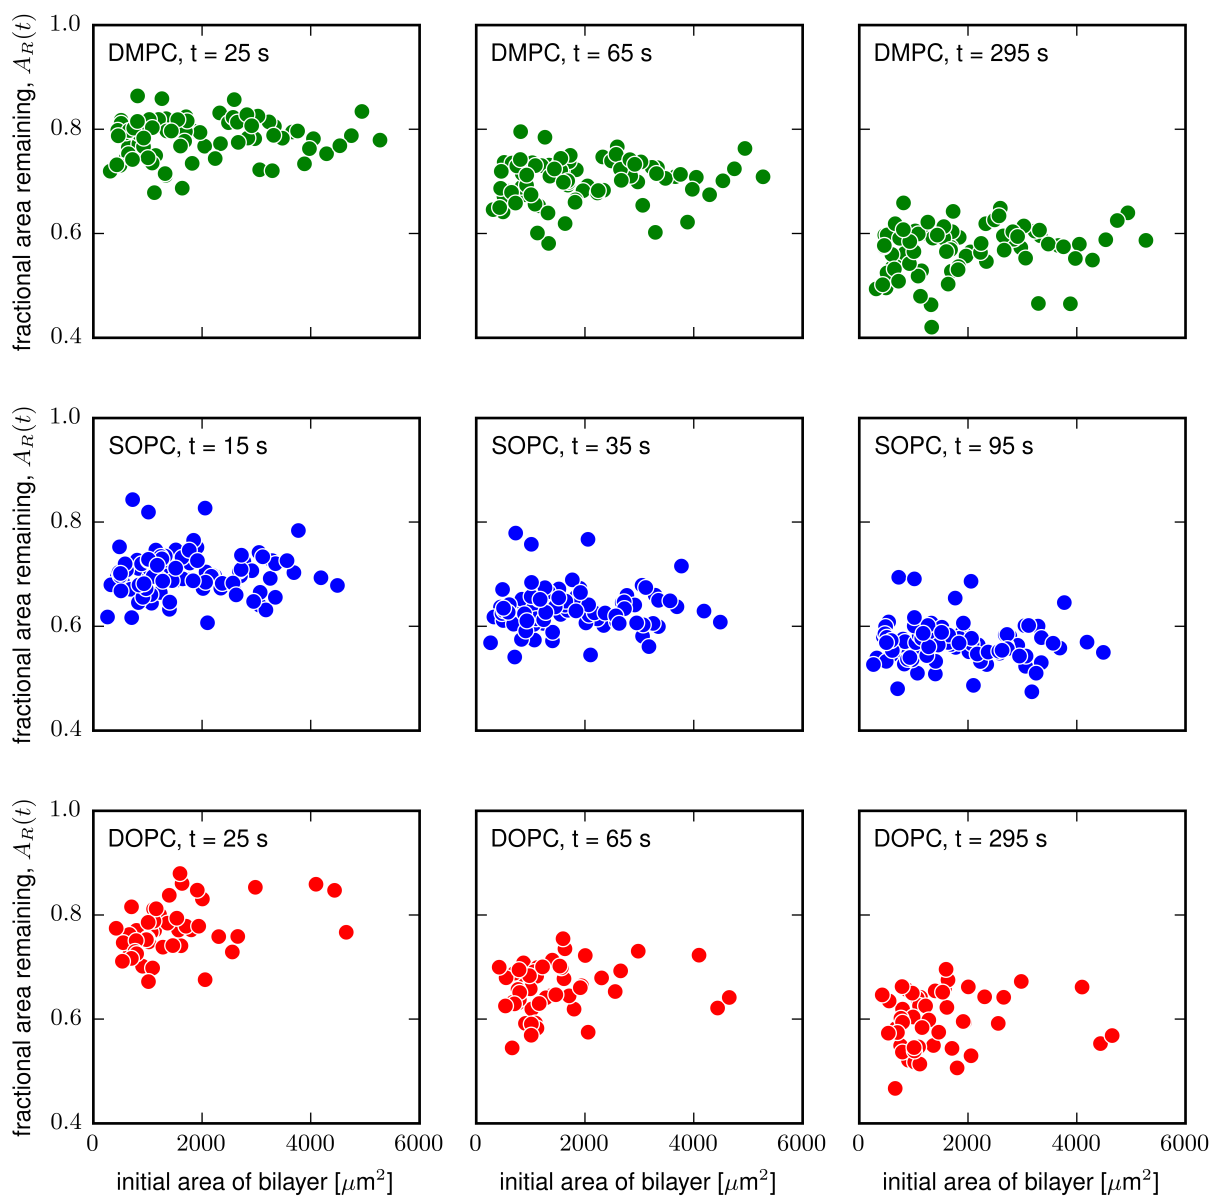 fractional area remaining, A_R(t)
1.0
0.8
0.6
0.4
DMPC, t = 25 s
DMPC, t = 65 s
DMPC, t = 295 s
fractional area remaining, A_R(t)
1.0
0.8
0.6
0.4
SOPC, t = 15 s
SOPC, t = 35 s
SOPC, t = 95 s
fractional area remaining, A_R(t)
1.0
0.8
0.6
0.4
DOPC, t = 25 s
DOPC, t = 65 s
DOPC, t = 295 s
0 2000 4000 6000
0 2000 4000 6000
0 2000 4000 6000
initial area of bilayer [μm²]
initial area of bilayer [μm²]
initial area of bilayer [μm²]